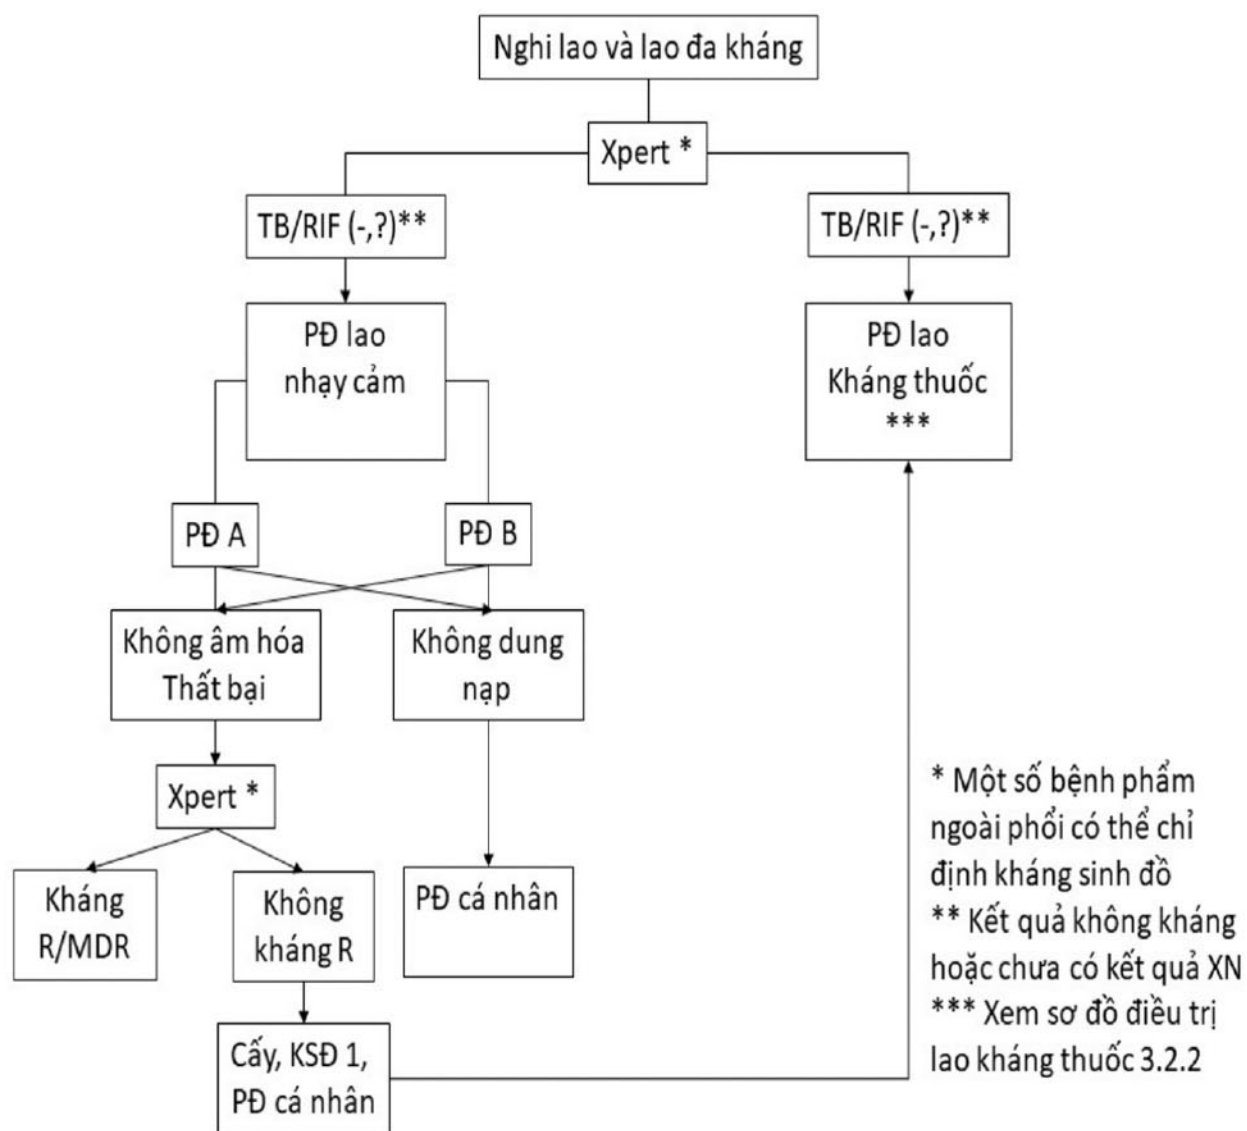 Nghi lao và lao đa kháng
Xpert *
TB/RIF (-,?)**
TB/RIF (-,?)**
PĐ lao
nhạy cảm
PĐ lao
Kháng thuốc
***
PĐ A
PĐ B
Không âm hóa
Thất bại
Không dung
nạp
Xpert *
Kháng
R/MDR
Không
kháng R
PĐ cá nhân
Cấy, KSĐ 1,
PĐ cá nhân
* Một số bệnh phẩm
ngoài phổi có thể chỉ
định kháng sinh đồ
** Kết quả không kháng
hoặc chưa có kết quả XN
*** Xem sơ đồ điều trị
lao kháng thuốc 3.2.2